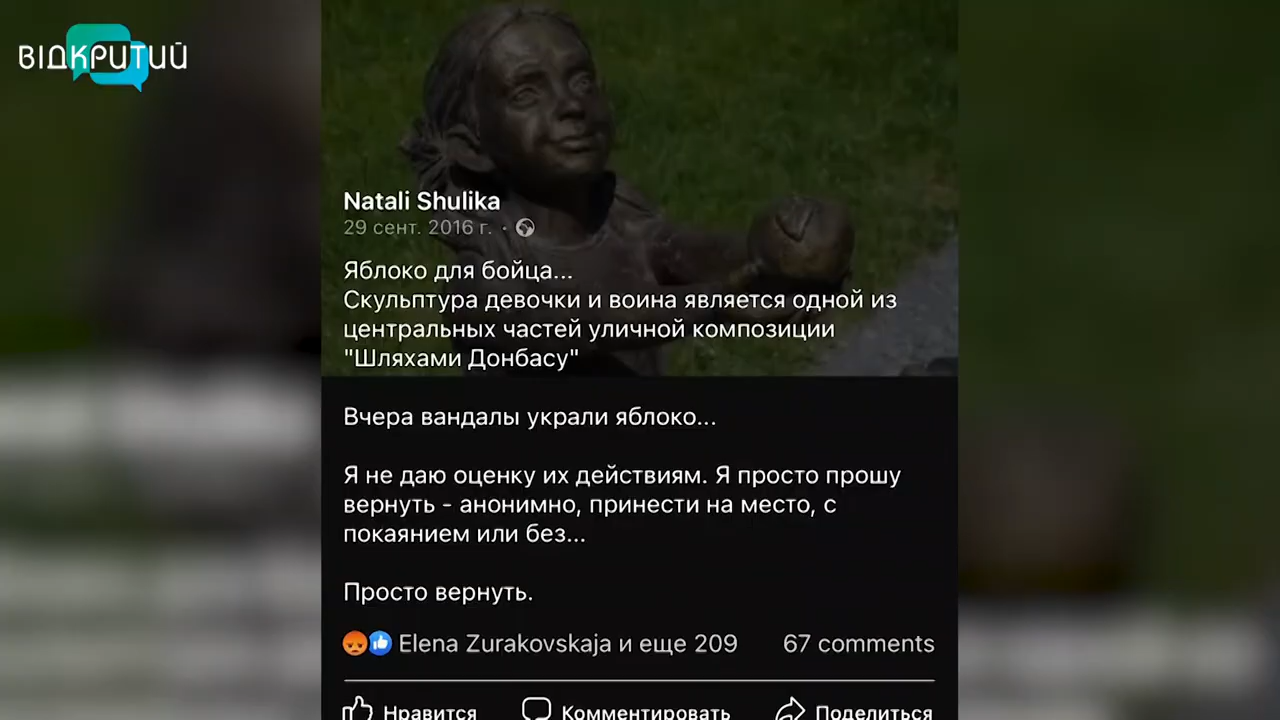 ВІДКРИТИЙ
Natali Shulika
29 сент. 2016 г. ·
Яблоко для бойца...
Скульптура девочки и воина является одной из
центральных частей уличной композиции
"Шляхами Донбасу"
Вчера вандалы украли яблоко...
Я не даю оценку их действиям. Я просто прошу
вернуть - анонимно, принести на место, с
покаянием или без...
Просто вернуть.
Elena Zurakovskaja и еще 209 67 comments
Нравится Комментировать Поделиться